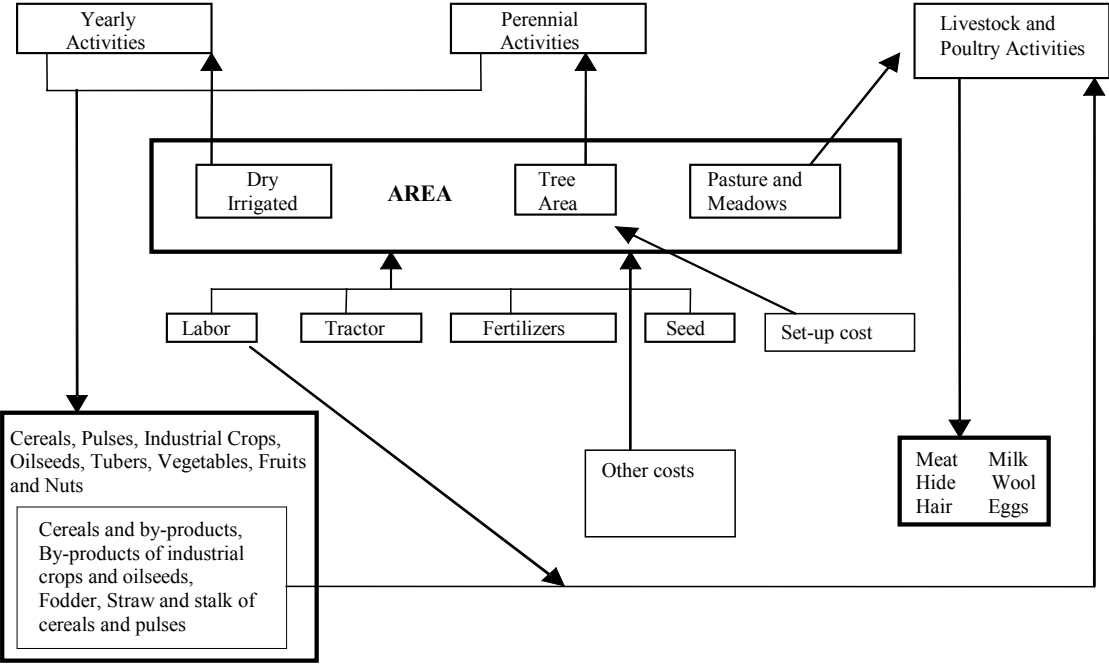 Yearly
Activities
Perennial
Activities
Livestock and
Poultry Activities
Dry
Irrigated
AREA
Tree
Area
Pasture and
Meadows
Labor
Tractor
Fertilizers
Seed
Set-up cost
Cereals, Pulses, Industrial Crops,
Oilseeds, Tubers, Vegetables, Fruits
and Nuts
Cereals and by-products,
By-products of industrial
crops and oilseeds,
Fodder, Straw and stalk of
cereals and pulses
Other costs
Meat Milk
Hide Wool
Hair Eggs